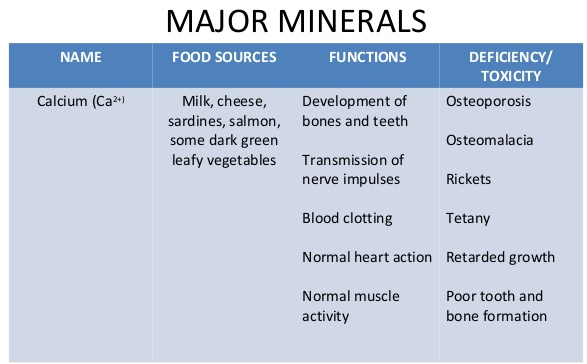 MAJOR MINERALS
NAME
FOOD SOURCES
FUNCTIONS
DEFICIENCY/
TOXICITY
Calcium (Ca²⁺⁾
Milk, cheese,
sardines, salmon,
some dark green
leafy vegetables
Development of
bones and teeth
Transmission of
nerve impulses
Blood clotting
Normal heart action
Normal muscle
activity
Osteoporosis
Osteomalacia
Rickets
Tetany
Retarded growth
Poor tooth and
bone formation